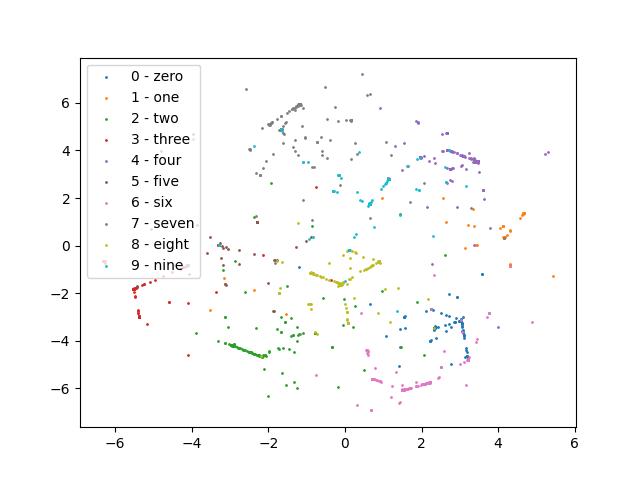 0 - zero
1 - one
2 - two
3 - three
4 - four
5 - five
6 - six
7 - seven
8 - eight
9 - nine
6
4
2
0
−2
−4
−6
−6 −4 −2 0 2 4 6